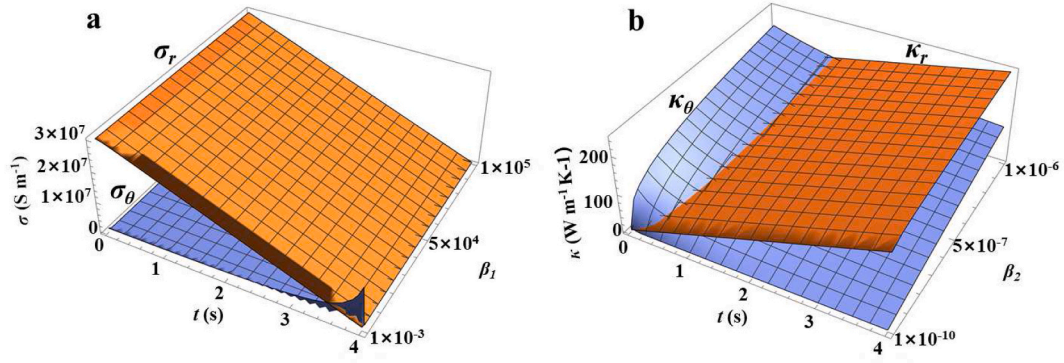 a
σr
σθ
σ (S m⁻¹)
3×10⁷
2×10⁷
1×10⁷
0
0
1
2
3
4
t (s)
1×10⁻³
5×10⁴
1×10⁵
β₁
b
κr
κθ
κ (W m⁻¹ K-1)
200
100
0
0
1
2
3
4
t (s)
1×10⁻¹⁰
5×10⁻⁷
1×10⁻⁶
β₂